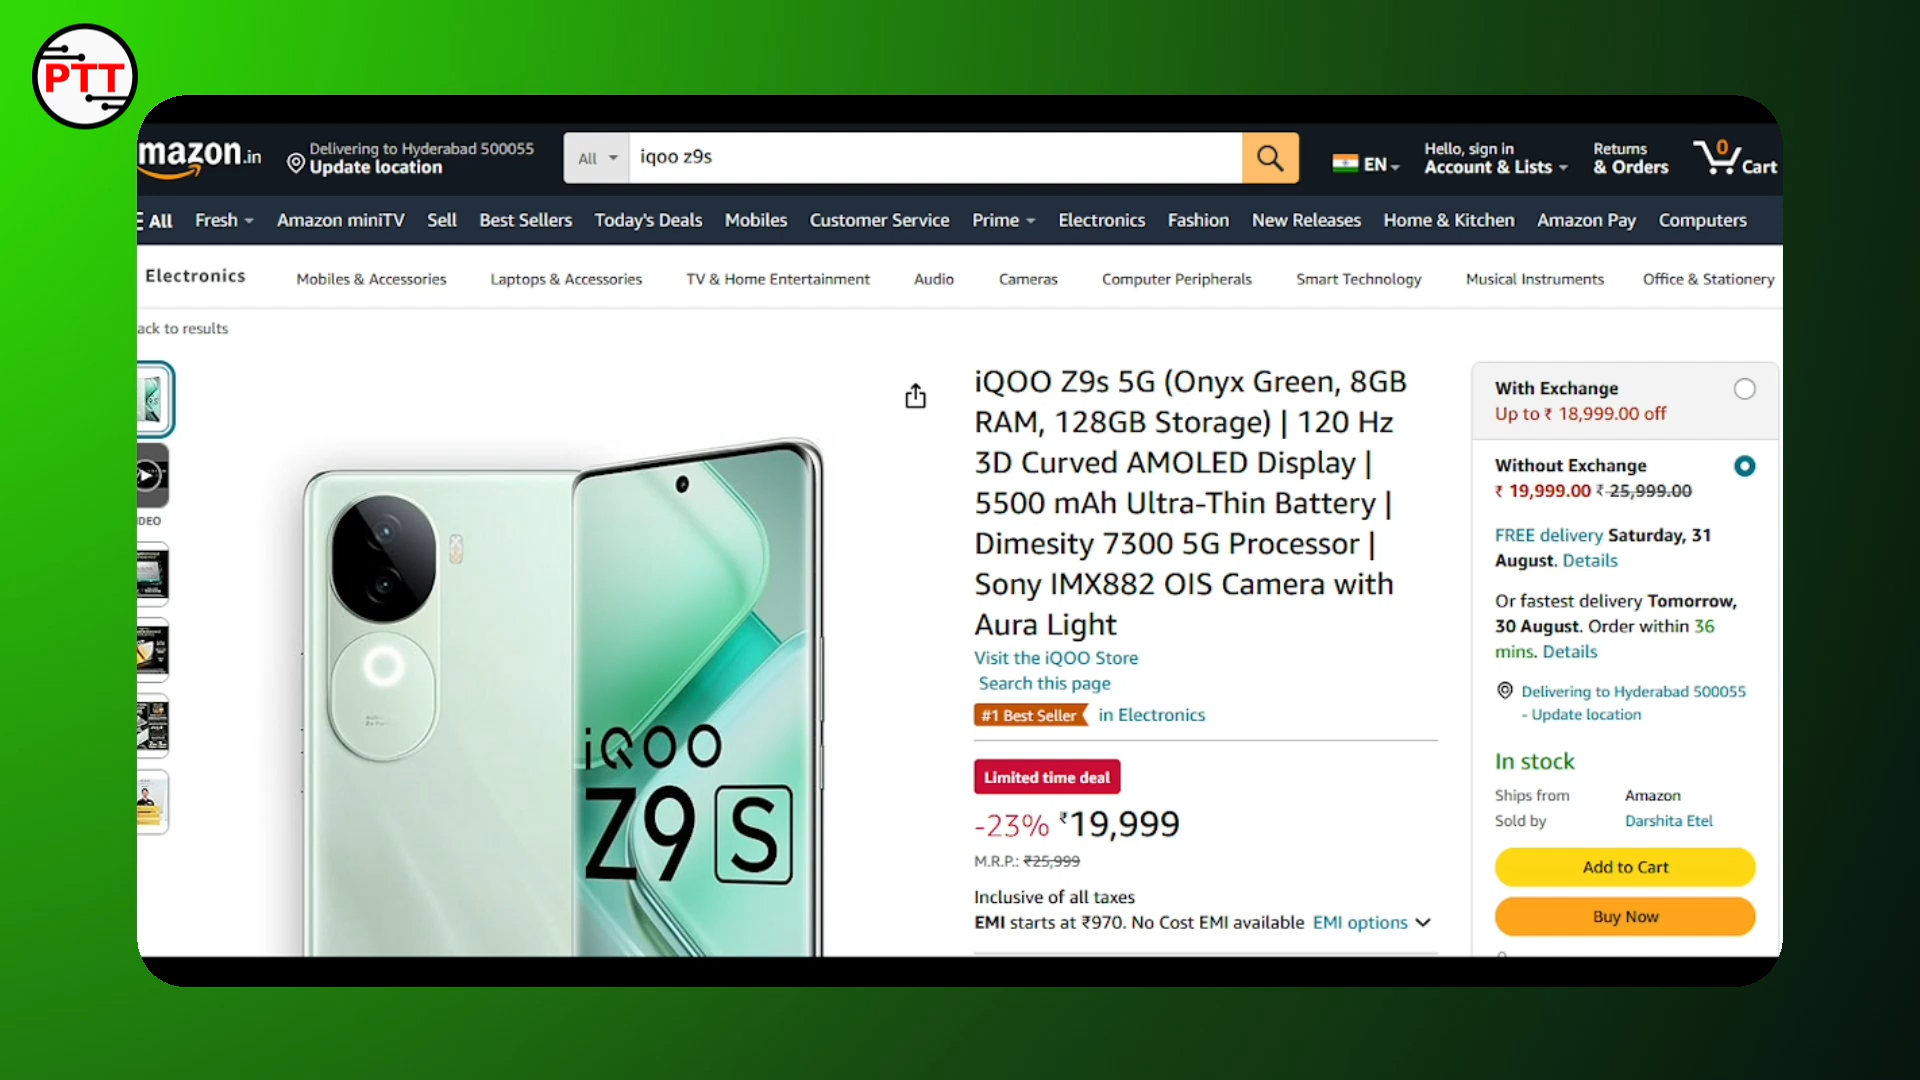 PTT
mazon.in
Delivering to Hyderabad 500055
Update location
All
iqoo z9s
EN
Hello, sign in
Account & Lists
Returns
& Orders
0
Cart
All
Fresh
Amazon miniTV
Sell
Best Sellers
Today's Deals
Mobiles
Customer Service
Prime
Electronics
Fashion
New Releases
Home & Kitchen
Amazon Pay
Computers
Electronics
Mobiles & Accessories
Laptops & Accessories
TV & Home Entertainment
Audio
Cameras
Computer Peripherals
Smart Technology
Musical Instruments
Office & Stationery
ack to results
DEO
iQOO
Z9S
iQOO Z9s 5G (Onyx Green, 8GB
RAM, 128GB Storage) | 120 Hz
3D Curved AMOLED Display |
5500 mAh Ultra-Thin Battery |
Dimesity 7300 5G Processor |
Sony IMX882 OIS Camera with
Aura Light
Visit the iQOO Store
Search this page
#1 Best Seller in Electronics
Limited time deal
-23% ₹19,999
M.R.P.: ₹25,999
Inclusive of all taxes
EMI starts at ₹970. No Cost EMI available EMI options
With Exchange
Up to ₹ 18,999.00 off
Without Exchange
₹ 19,999.00 ₹ 25,999.00
FREE delivery Saturday, 31
August. Details
Or fastest delivery Tomorrow,
30 August. Order within 36
mins. Details
Delivering to Hyderabad 500055
- Update location
In stock
Ships from Amazon
Sold by Darshita Etel
Add to Cart
Buy Now